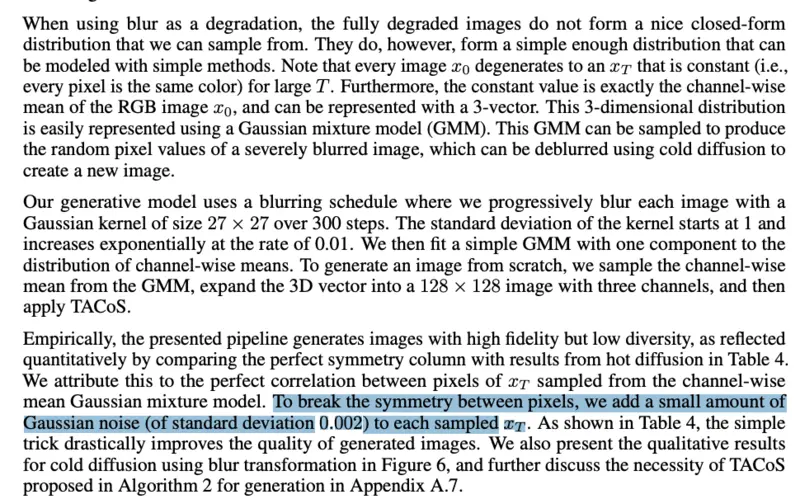 When using blur as a degradation, the fully degraded images do not form a nice closed-form
distribution that we can sample from. They do, however, form a simple enough distribution that can
be modeled with simple methods. Note that every image x0 degenerates to an xT that is constant (i.e.,
every pixel is the same color) for large T. Furthermore, the constant value is exactly the channel-wise
mean of the RGB image x0, and can be represented with a 3-vector. This 3-dimensional distribution
is easily represented using a Gaussian mixture model (GMM). This GMM can be sampled to produce
the random pixel values of a severely blurred image, which can be deblurred using cold diffusion to
create a new image.
Our generative model uses a blurring schedule where we progressively blur each image with a
Gaussian kernel of size 27 × 27 over 300 steps. The standard deviation of the kernel starts at 1 and
increases exponentially at the rate of 0.01. We then fit a simple GMM with one component to the
distribution of channel-wise means. To generate an image from scratch, we sample the channel-wise
mean from the GMM, expand the 3D vector into a 128 × 128 image with three channels, and then
apply TACoS.
Empirically, the presented pipeline generates images with high fidelity but low diversity, as reflected
quantitatively by comparing the perfect symmetry column with results from hot diffusion in Table 4.
We attribute this to the perfect correlation between pixels of xT sampled from the channel-wise
mean Gaussian mixture model. To break the symmetry between pixels, we add a small amount of
Gaussian noise (of standard deviation 0.002) to each sampled xT. As shown in Table 4, the simple
trick drastically improves the quality of generated images. We also present the qualitative results
for cold diffusion using blur transformation in Figure 6, and further discuss the necessity of TACoS
proposed in Algorithm 2 for generation in Appendix A.7.